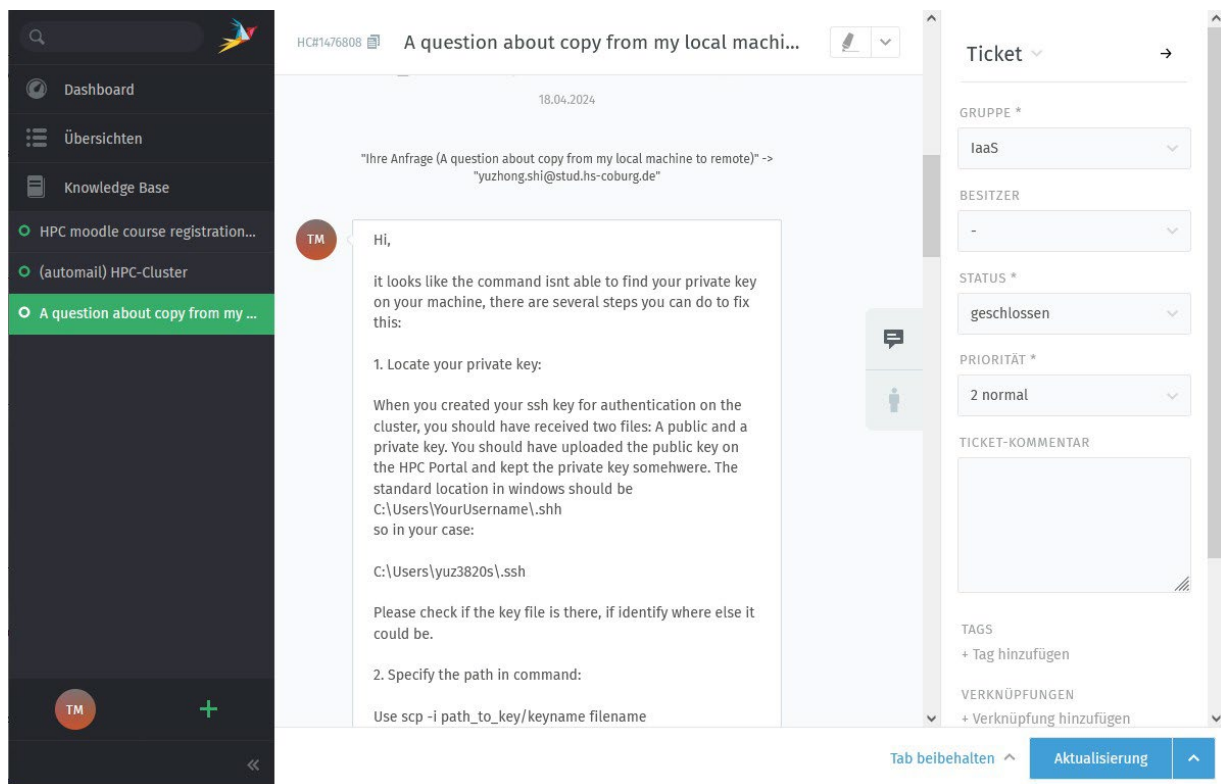 Dashboard
Übersichten
Knowledge Base
HPC moodle course registration...
(automail) HPC-Cluster
A question about copy from my ...
TM
HC#1476808
A question about copy from my local machi...
18.04.2024
"Ihre Anfrage (A question about copy from my local machine to remote)" ->
"yuzhong.shi@stud.hs-coburg.de"
TM
Hi,
it looks like the command isnt able to find your private key
on your machine, there are several steps you can do to fix
this:
1. Locate your private key:
When you created your ssh key for authentication on the
cluster, you should have received two files: A public and a
private key. You should have uploaded the public key on
the HPC Portal and kept the private key somehwere. The
standard location in windows should be
C:\Users\YourUsername\.shh
so in your case:
C:\Users\yuz3820s\.ssh
Please check if the key file is there, if identify where else it
could be.
2. Specify the path in command:
Use scp -i path_to_key/keyname filename
Ticket
GRUPPE *
IaaS
BESITZER
-
STATUS *
geschlossen
PRIORITÄT *
2 normal
TICKET-KOMMENTAR
TAGS
+ Tag hinzufügen
VERKNÜPFUNGEN
+ Verknüpfung hinzufügen
Tab beibehalten
Aktualisierung